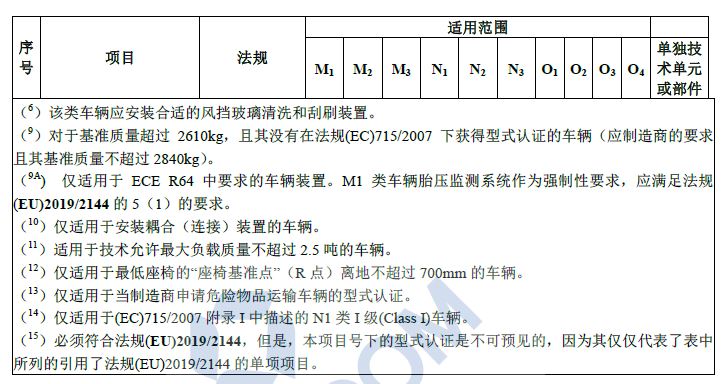 序号 项目 法规 适用范围 单独技术单元或部件
M₁ M₂ M₃ N₁ N₂ N₃ O₁ O₂ O₃ O₄
（⁶）该类车辆应安装合适的风挡玻璃清洗和刮刷装置。
（⁹）对于基准质量超过 2610kg，且其没有在法规(EC)715/2007 下获得型式认证的车辆（应制造商的要求
且其基准质量不超过 2840kg）。
（⁹ᴬ） 仅适用于 ECE R64 中要求的车辆装置。M1 类车辆胎压监测系统作为强制性要求，应满足法规
(EU)2019/2144 的 5（1）的要求。
（¹⁰）仅适用于安装耦合（连接）装置的车辆。
（¹¹）适用于技术允许最大负载质量不超过 2.5 吨的车辆。
（¹²）仅适用于最低座椅的“座椅基准点”（R 点）离地不超过 700mm 的车辆。
（¹³）仅适用于当制造商申请危险物品运输车辆的型式认证。
（¹⁴）仅适用于(EC)715/2007 附录 I 中描述的 N1 类 I 级(Class I)车辆。
（¹⁵）必须符合法规(EU)2019/2144，但是，本项目号下的型式认证是不可预见的，因为其仅仅代表了表中
所列的引用了法规(EU)2019/2144 的单项项目。